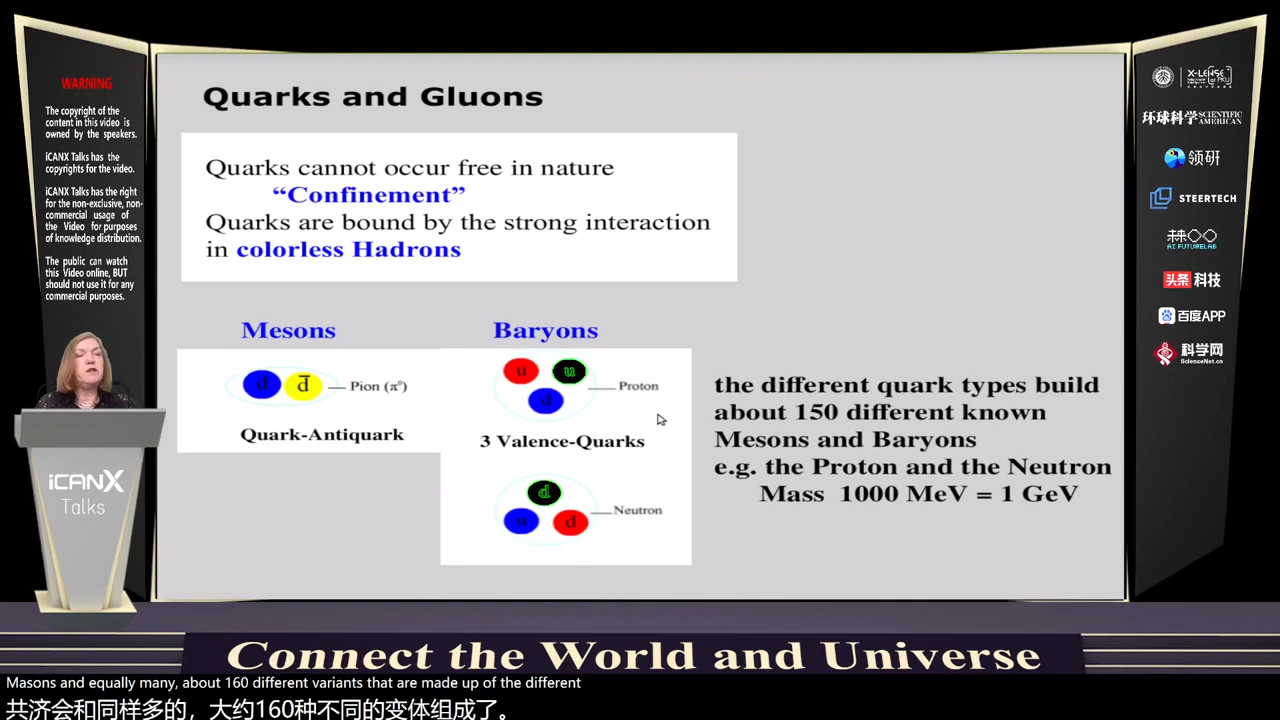 WARNING
The copyright of the
content in this video is
owned by the speakers.
iCANX Talks has the
copyrights for the video.
iCANX Talks has the right
for the non-exclusive, non-
commercial usage of
the Video for purposes
of knowledge distribution.
The public can watch
this Video online, BUT
should not use it for any
commercial purposes.
iCANX
Talks
Quarks and Gluons
Quarks cannot occur free in nature
“Confinement”
Quarks are bound by the strong interaction
in colorless Hadrons
Mesons
d d̅ Pion (π⁰)
Quark-Antiquark
Baryons
u u
d
Proton
3 Valence-Quarks
d
u d
Neutron
the different quark types build
about 150 different known
Mesons and Baryons
e.g. the Proton and the Neutron
Mass 1000 MeV = 1 GeV
X-LENSE
环球科学 SCIENTIFIC AMERICAN
领研
STEERTECH
AI FUTURELAB
头条 科技
百度APP
科学网
ScienceNet.cn
Connect the World and Universe
Masons and equally many, about 160 different variants that are made up of the different
共济会和同样多的，大约160种不同的变体组成了。